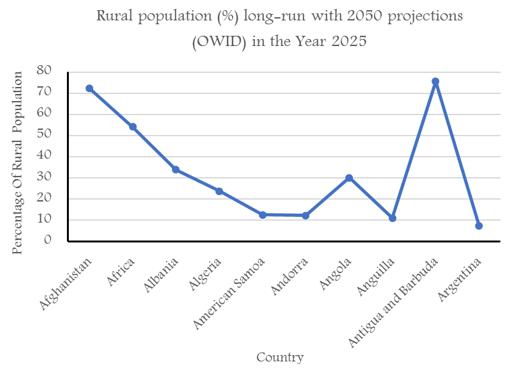 Rural population (%) long-run with 2050 projections
(OWID) in the Year 2025
Percentage Of Rural Population
80
70
60
50
40
30
20
10
0
Afghanistan
Africa
Albania
Algeria
American Samoa
Andorra
Angola
Anguilla
Antigua and Barbuda
Argentina
Country